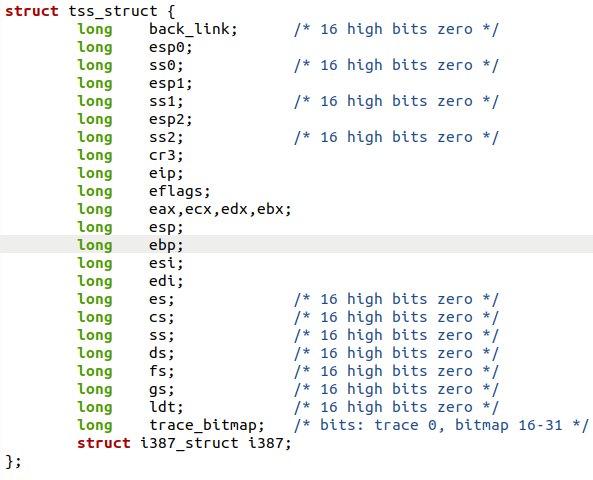 struct tss_struct {
        long    back_link;      /* 16 high bits zero */
        long    esp0;
        long    ss0;            /* 16 high bits zero */
        long    esp1;
        long    ss1;            /* 16 high bits zero */
        long    esp2;
        long    ss2;            /* 16 high bits zero */
        long    cr3;
        long    eip;
        long    eflags;
        long    eax,ecx,edx,ebx;
        long    esp;
        long    ebp;
        long    esi;
        long    edi;
        long    es;             /* 16 high bits zero */
        long    cs;             /* 16 high bits zero */
        long    ss;             /* 16 high bits zero */
        long    ds;             /* 16 high bits zero */
        long    fs;             /* 16 high bits zero */
        long    gs;             /* 16 high bits zero */
        long    ldt;            /* 16 high bits zero */
        long    trace_bitmap;   /* bits: trace 0, bitmap 16-31 */
        struct i387_struct i387;
};